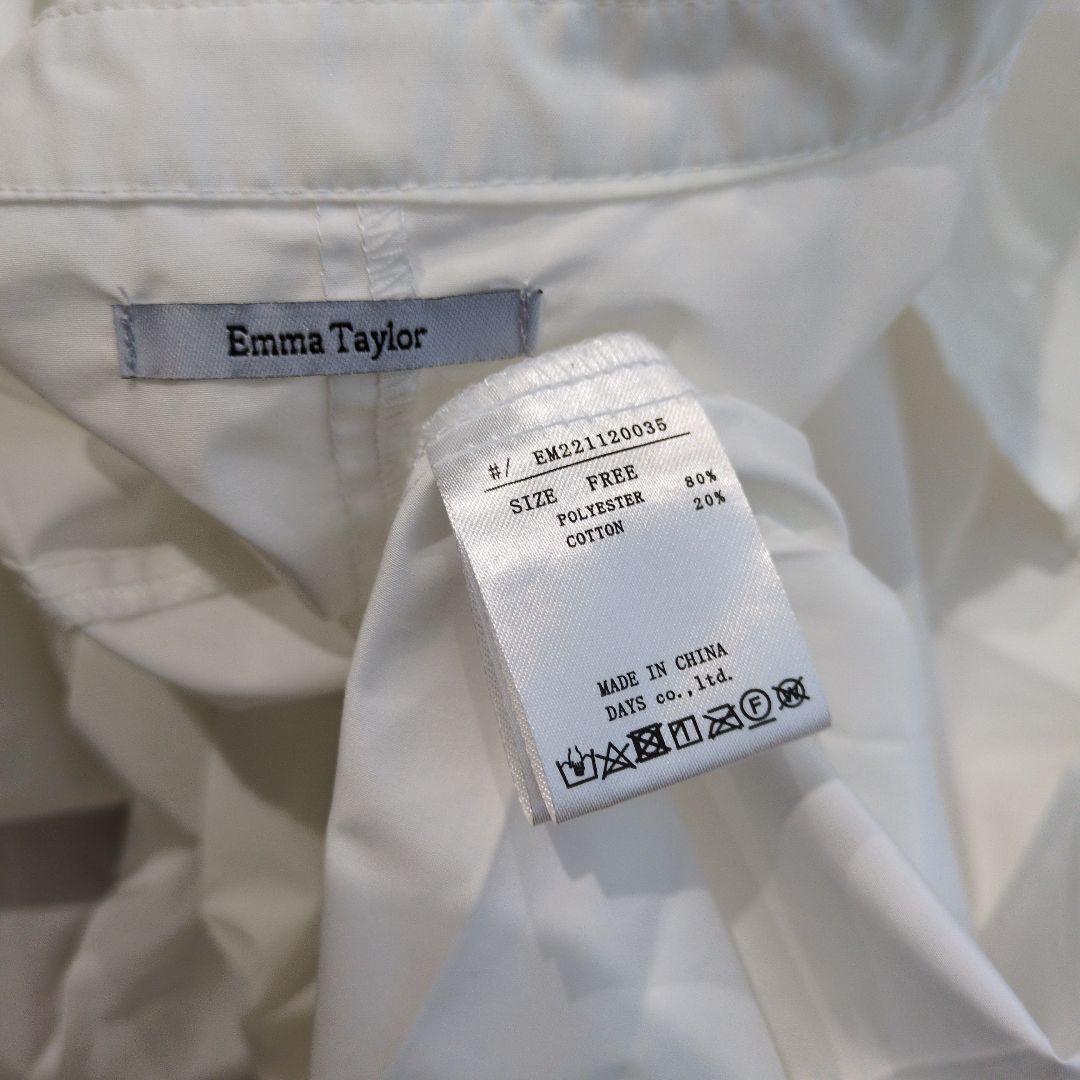 Emma Taylor
#/ EM221120035
SIZE FREE
POLYESTER 80%
COTTON 20%
MADE IN CHINA
DAYS co.,ltd.
F W